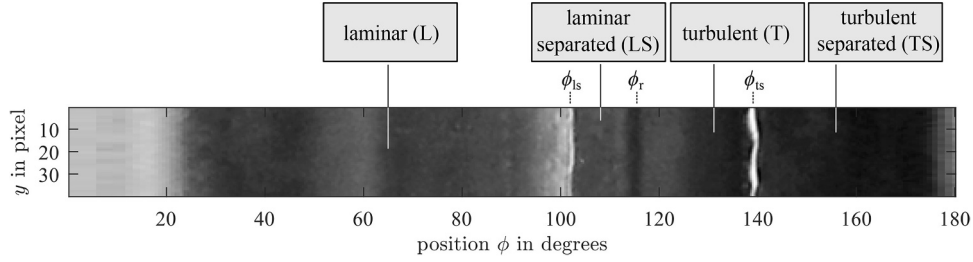 laminar (L)
laminar
separated (LS)
turbulent (T)
turbulent
separated (TS)
ϕls
ϕr
ϕts
y in pixel
10
20
30
20 40 60 80 100 120 140 160 180
position ϕ in degrees